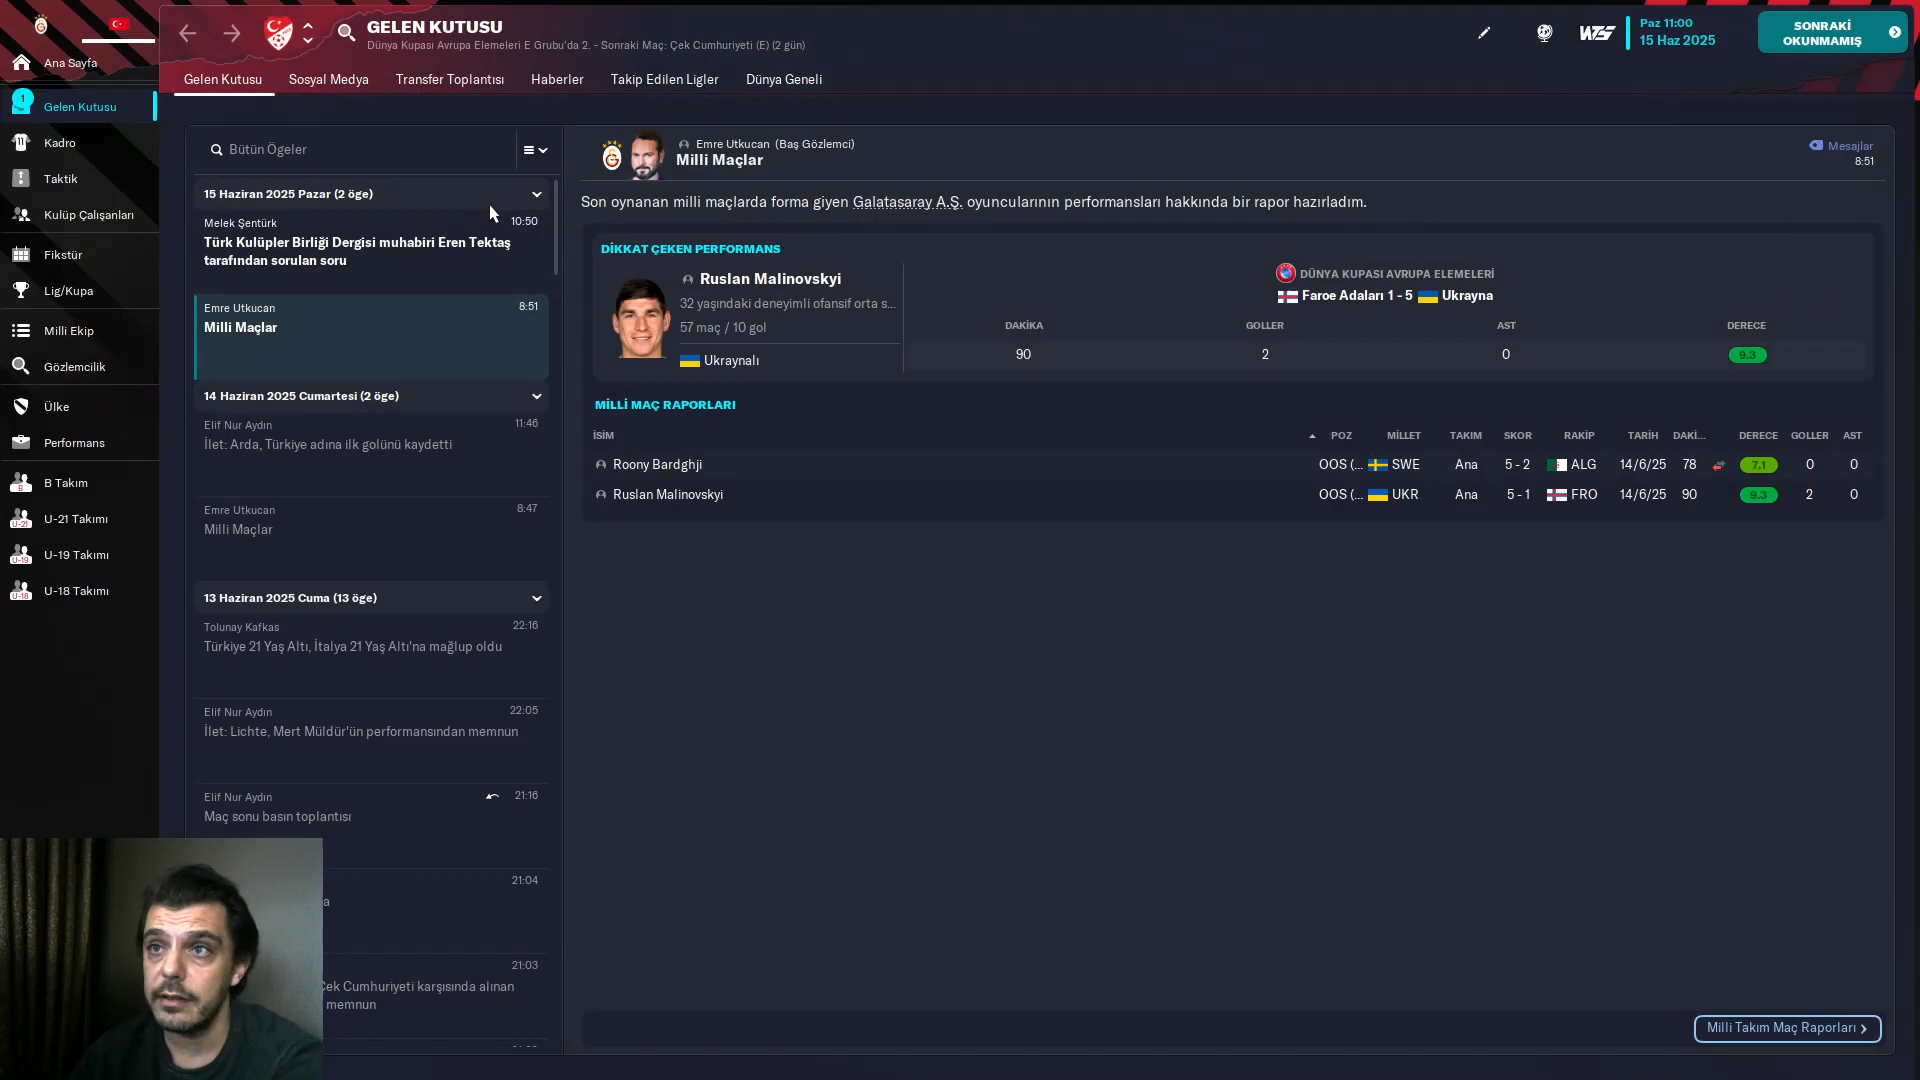 GELEN KUTUSU
Dünya Kupası Avrupa Elemeleri E Grubu'da 2. - Sonraki Maç: Çek Cumhuriyeti (E) (2 gün)
Paz 11:00
15 Haz 2025
SONRAKİ
OKUNMAMIŞ
Gelen Kutusu Sosyal Medya Transfer Toplantısı Haberler Takip Edilen Ligler Dünya Geneli
Ana Sayfa
1
Gelen Kutusu
Kadro
Taktik
Kulüp Çalışanları
Fikstür
Lig/Kupa
Milli Ekip
Gözlemcilik
Ülke
Performans
B Takım
U-21 Takımı
U-19 Takımı
U-18 Takımı
Bütün Ögeler
15 Haziran 2025 Pazar (2 öge)
Melek Şentürk 10:50
Türk Kulüpler Birliği Dergisi muhabiri Eren Tektaş
tarafından sorulan soru
Emre Utkucan 8:51
Milli Maçlar
14 Haziran 2025 Cumartesi (2 öge)
Elif Nur Aydın 11:46
İlet: Arda, Türkiye adına ilk golünü kaydetti
Emre Utkucan 8:47
Milli Maçlar
13 Haziran 2025 Cuma (13 öge)
Tolunay Kafkas 22:16
Türkiye 21 Yaş Altı, İtalya 21 Yaş Altı'na mağlup oldu
Elif Nur Aydın 22:05
İlet: Lichte, Mert Müldür'ün performansından memnun
Elif Nur Aydın 21:16
Maç sonu basın toplantısı
21:04
a
21:03
Çek Cumhuriyeti karşısında alınan
memnun
Emre Utkucan (Baş Gözlemci)
Milli Maçlar
Mesajlar
8:51
Son oynanan milli maçlarda forma giyen Galatasaray A.Ş. oyuncularının performansları hakkında bir rapor hazırladım.
DİKKAT ÇEKEN PERFORMANS
Ruslan Malinovskyi
32 yaşındaki deneyimli ofansif orta s...
57 maç / 10 gol
Ukraynalı
DÜNYA KUPASI AVRUPA ELEMELERİ
Faroe Adaları 1 - 5 Ukrayna
DAKİKA GOLLER AST DERECE
90 2 0 9.3
MİLLİ MAÇ RAPORLARI
İSİM POZ MİLLET TAKIM SKOR RAKİP TARİH DAKİ... DERECE GOLLER AST
Roony Bardghji OOS (... SWE Ana 5 - 2 ALG 14/6/25 78 7.1 0 0
Ruslan Malinovskyi OOS (... UKR Ana 5 - 1 FRO 14/6/25 90 9.3 2 0
Milli Takım Maç Raporları